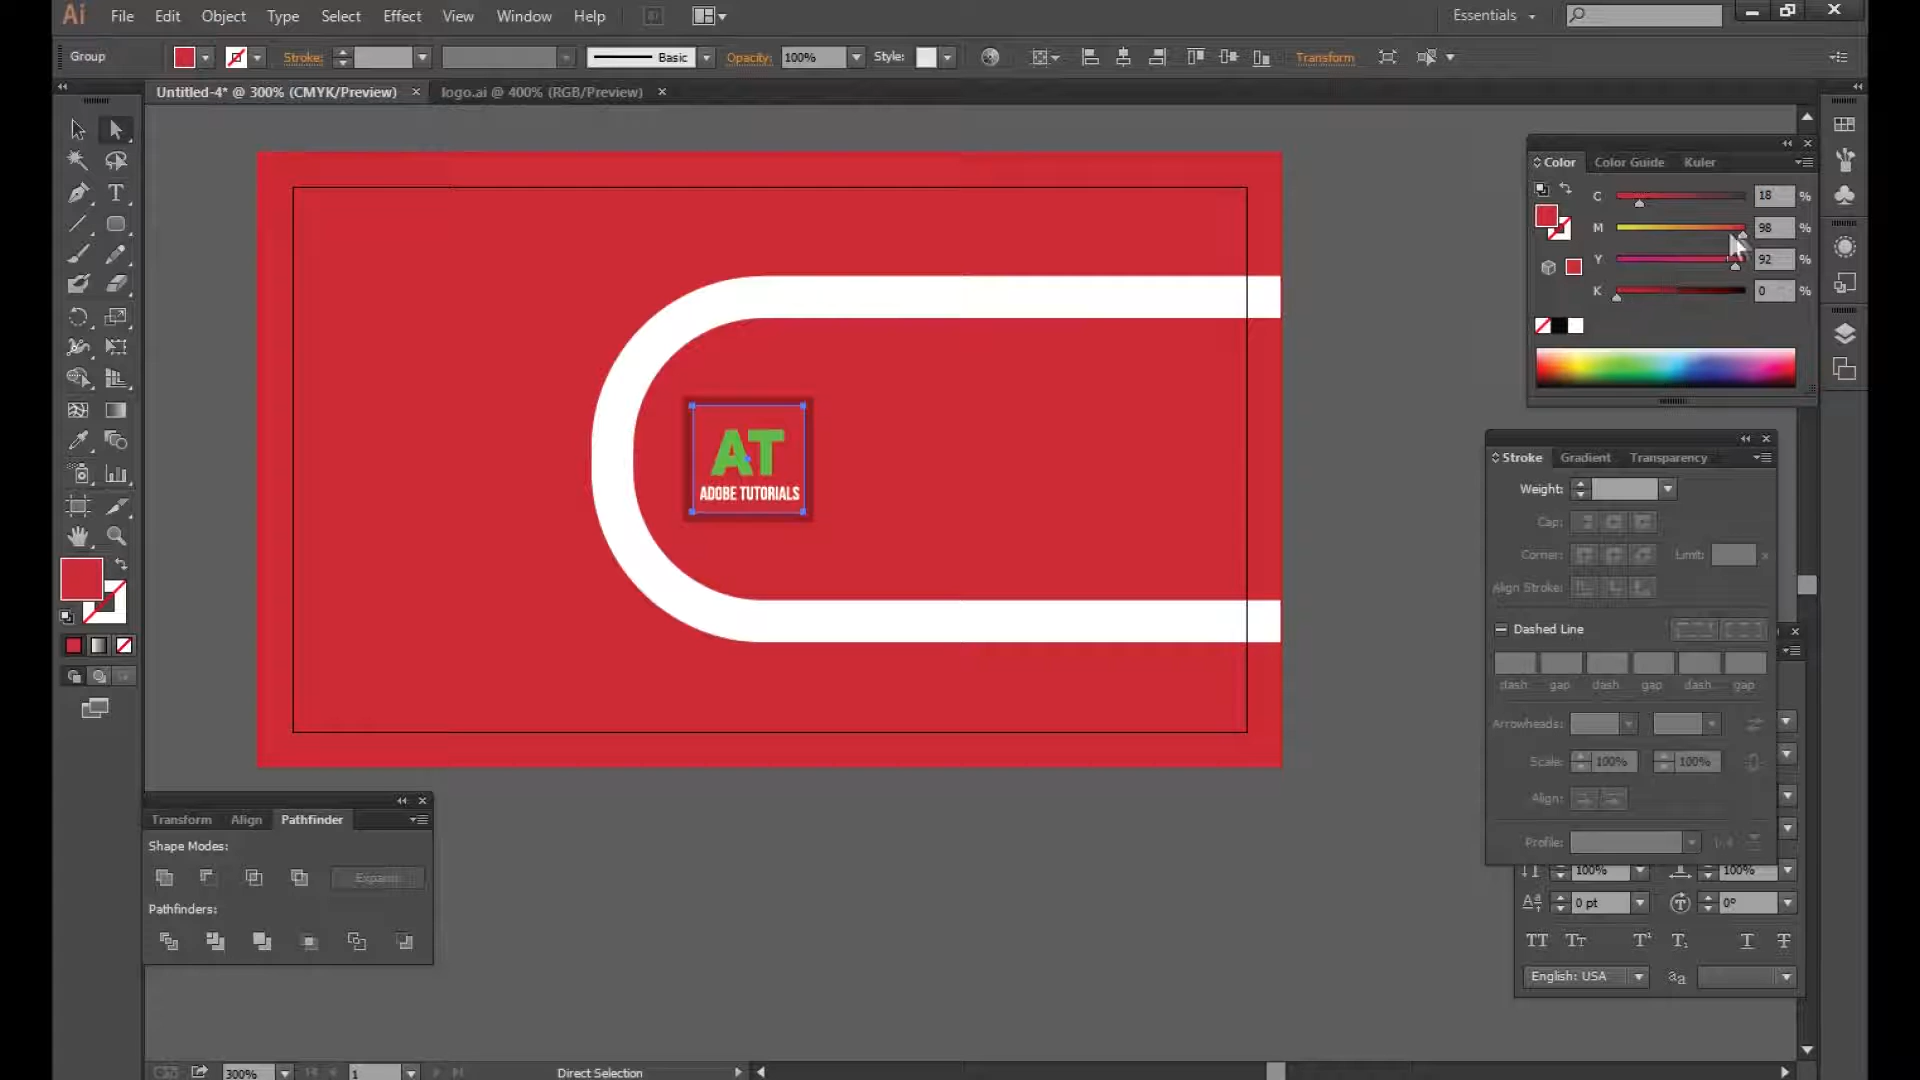 Ai File Edit Object Type Select Effect View Window Help Br Essentials
Group Stroke: Basic Opacity: 100% Style: Transform
Untitled-4* @ 300% (CMYK/Preview) × logo.ai @ 400% (RGB/Preview) ×
Color Color Guide Kuler
C 18 %
M 98 %
Y 92 %
K 0 %
AT
ADOBE TUTORIALS
Stroke Gradient Transparency
Weight:
Cap:
Corner: Limit: x
Align Stroke:
Dashed Line
dash gap dash gap dash gap
Arrowheads:
Scale: 100% 100%
Align:
Profile:
100% 100%
0 pt 0°
English: USA aa
Transform Align Pathfinder
Shape Modes:
Expand
Pathfinders:
300% 1 Direct Selection